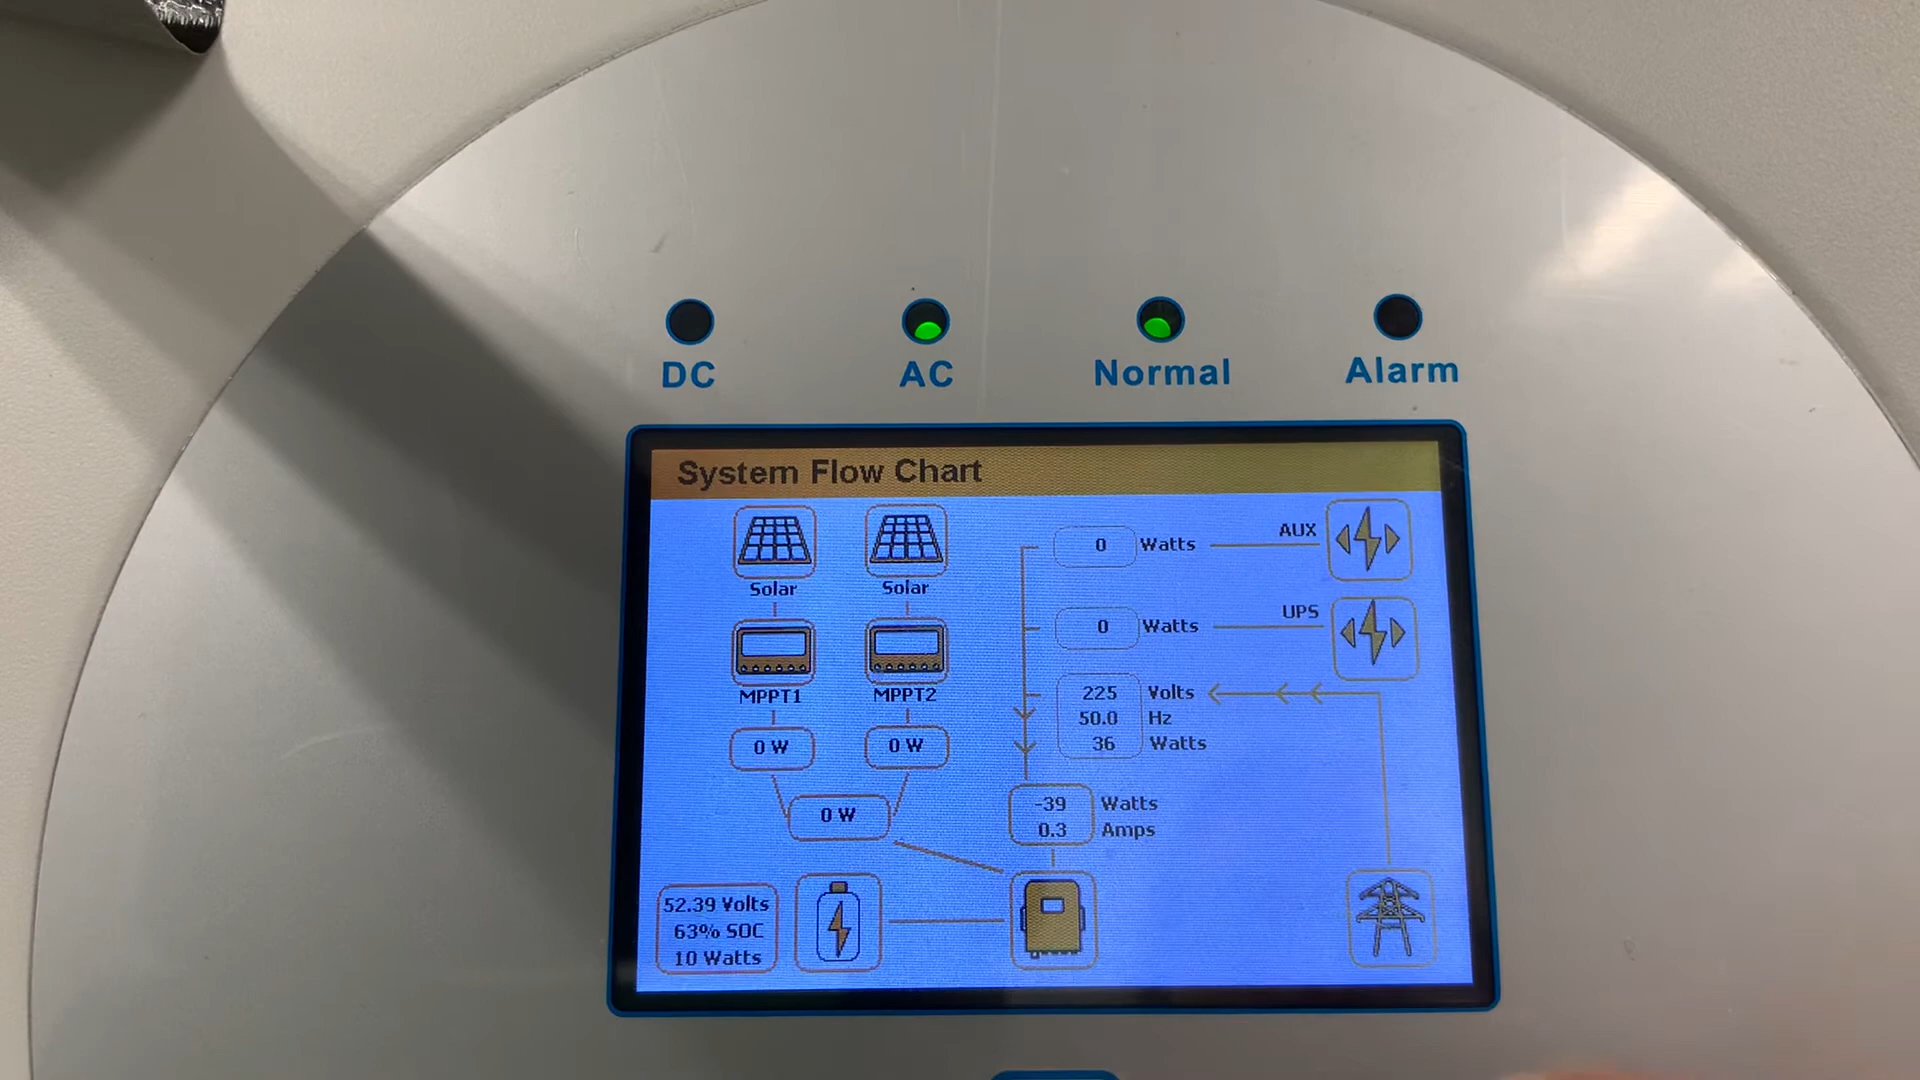 DC
AC
Normal
Alarm
System Flow Chart
Solar
Solar
MPPT1
MPPT2
0 W
0 W
0 W
AUX
0 Watts
UPS
0 Watts
225 Volts
50.0 Hz
36 Watts
-39 Watts
0.3 Amps
52.39 Volts
63% SOC
10 Watts